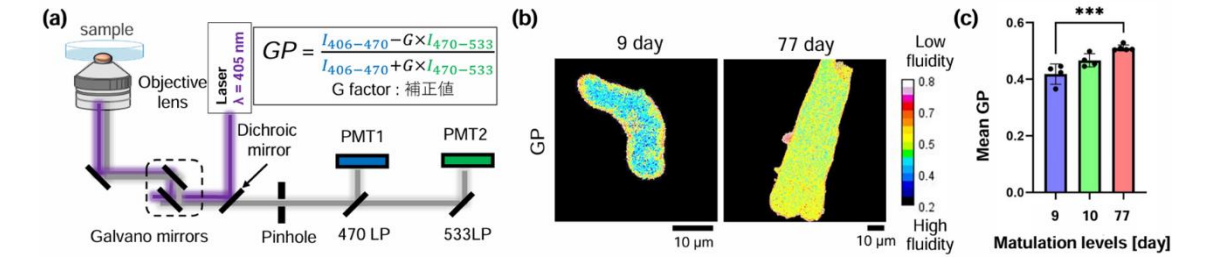 (a)
sample
Objective
lens
Laser
λ = 405 nm
GP = I406−470−G×I470−533 / I406−470+G×I470−533
G factor : 補正値
Dichroic
mirror
PMT1
PMT2
Galvano mirrors
Pinhole
470 LP
533LP
(b)
9 day
77 day
Low
fluidity
GP
0.8
0.7
0.6
0.5
0.4
0.3
0.2
High
fluidity
10 μm
10 μm
(c)
***
Mean GP
0.6
0.4
0.2
0.0
9 10 77
Matulation levels [day]